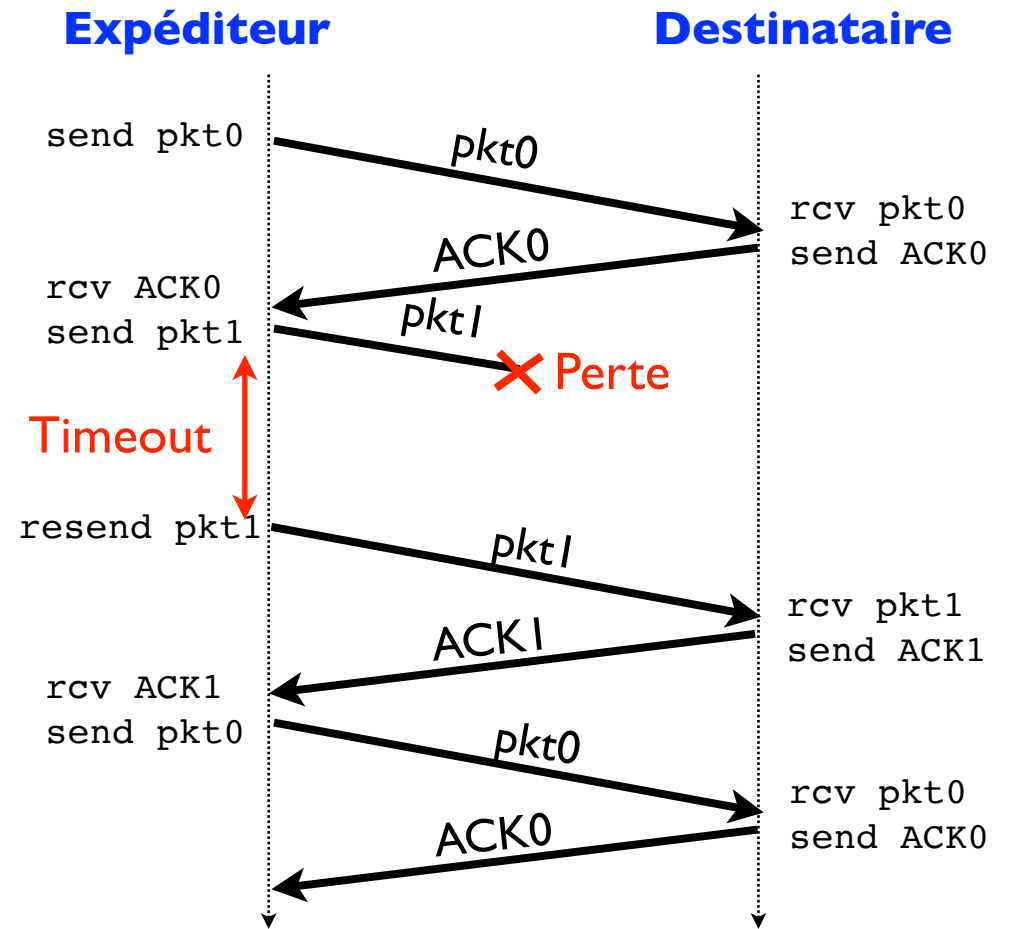 Expéditeur
Destinataire
send pkt0
pkt0
rcv pkt0
send ACK0
ACK0
rcv ACK0
send pkt1
pkt1
Perte
Timeout
resend pkt1
pkt1
rcv pkt1
send ACK1
ACK1
rcv ACK1
send pkt0
pkt0
rcv pkt0
send ACK0
ACK0